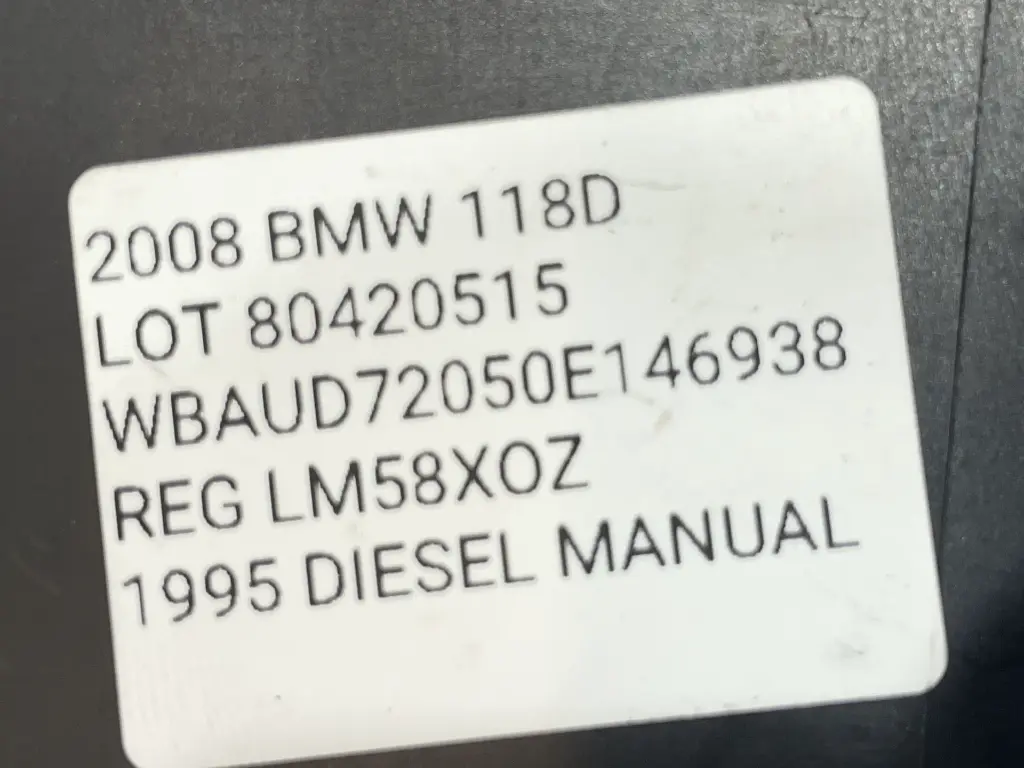 2008 BMW 118D
LOT 80420515
WBAUD72050E146938
REG LM58XOZ
1995 DIESEL MANUAL